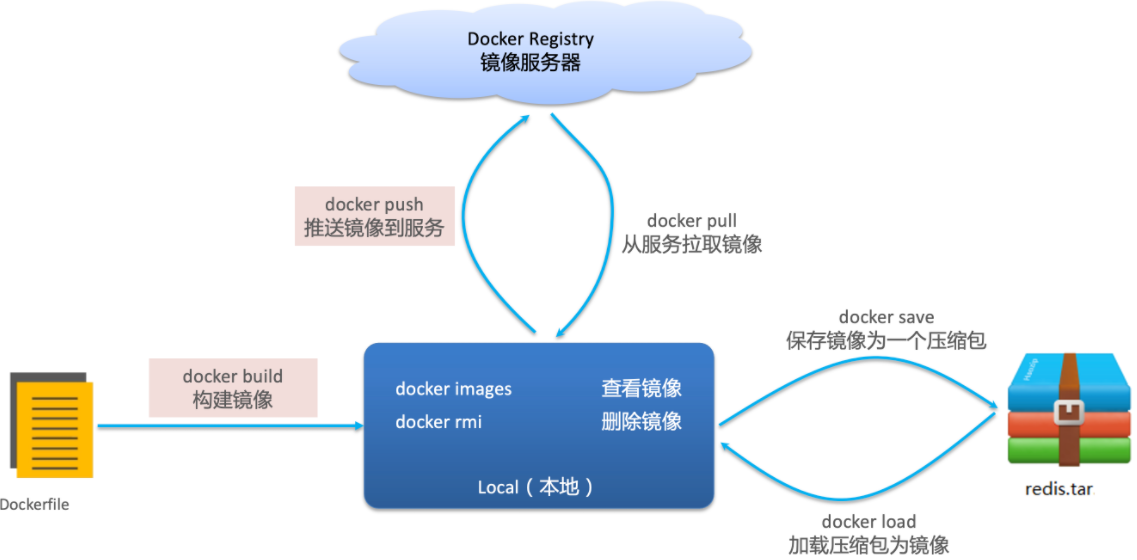 Docker Registry
镜像服务器
docker push
推送镜像到服务
docker pull
从服务拉取镜像
docker save
保存镜像为一个压缩包
docker build
构建镜像
docker images 查看镜像
docker rmi 删除镜像
Local（本地）
Dockerfile
redis.tar
docker load
加载压缩包为镜像